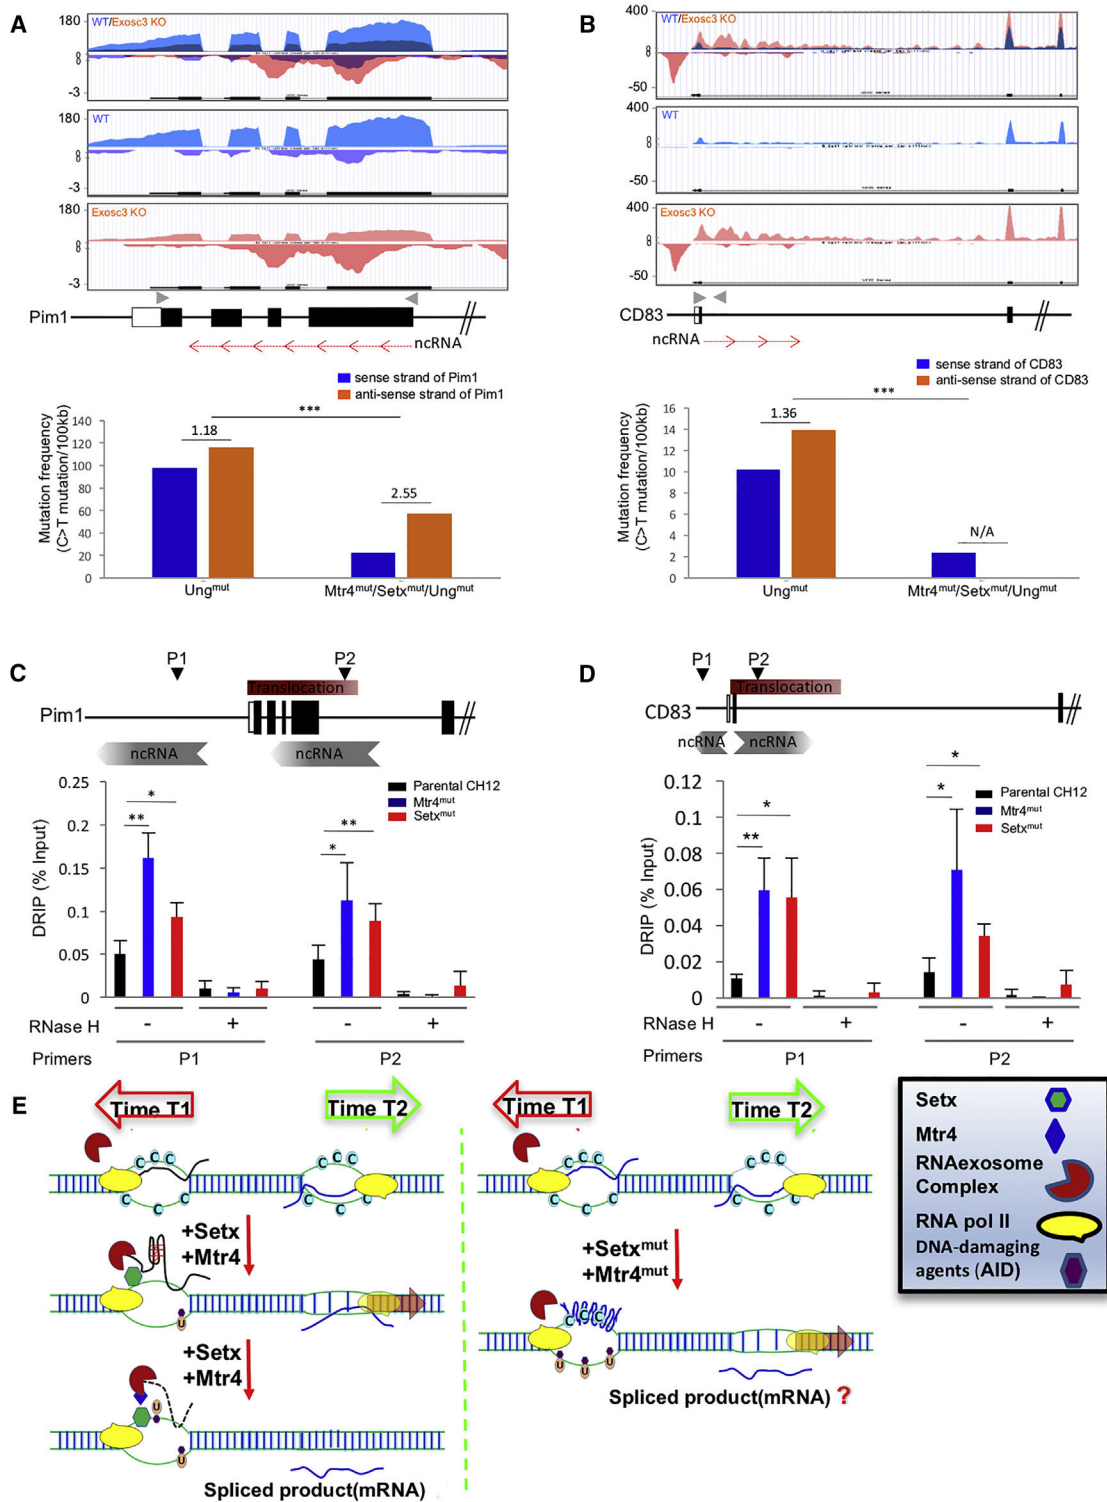 A
180
WT/Exosc3 KO
0
0
-3
180
WT
0
0
-3
180
Exosc3 KO
0
0
-3
Pim1
ncRNA
sense strand of Pim1
anti-sense strand of Pim1
Mutation frequency
(C>T mutation/100kb)
140
120
100
80
60
40
20
0
1.18
***
2.55
Ungmut
Mtr4mut/Setxmut/Ungmut
B
400
WT/Exosc3 KO
-50
400
WT
-50
400
Exosc3 KO
-50
CD83
ncRNA
sense strand of CD83
anti-sense strand of CD83
Mutation frequency
(C>T mutation/100kb)
16
14
12
10
8
6
4
2
0
1.36
***
N/A
Ungmut
Mtr4mut/Setxmut/Ungmut
C
P1
P2
Translocation
Pim1
ncRNA
ncRNA
DRIP (% Input)
0.25
0.2
0.15
0.1
0.05
0
Parental CH12
Mtr4mut
Setxmut
*
**
**
*
RNase H
-
+
-
+
Primers
P1
P2
D
P1
P2
Translocation
CD83
ncRNA
ncRNA
DRIP (% Input)
0.12
0.1
0.08
0.06
0.04
0.02
0
Parental CH12
Mtr4mut
Setxmut
*
**
*
*
RNase H
-
+
-
+
Primers
P1
P2
E
Time T1
Time T2
C C C
C C
C C
C C
+Setx
+Mtr4
U
+Setx
+Mtr4
U
U
Spliced product(mRNA)
Time T1
Time T2
C C C
C C
C C C
C C
+Setxmut
+Mtr4mut
C C C C
U U U
Spliced product(mRNA) ?
Setx
Mtr4
RNAexosome
Complex
RNA pol II
DNA-damaging
agents (AID)